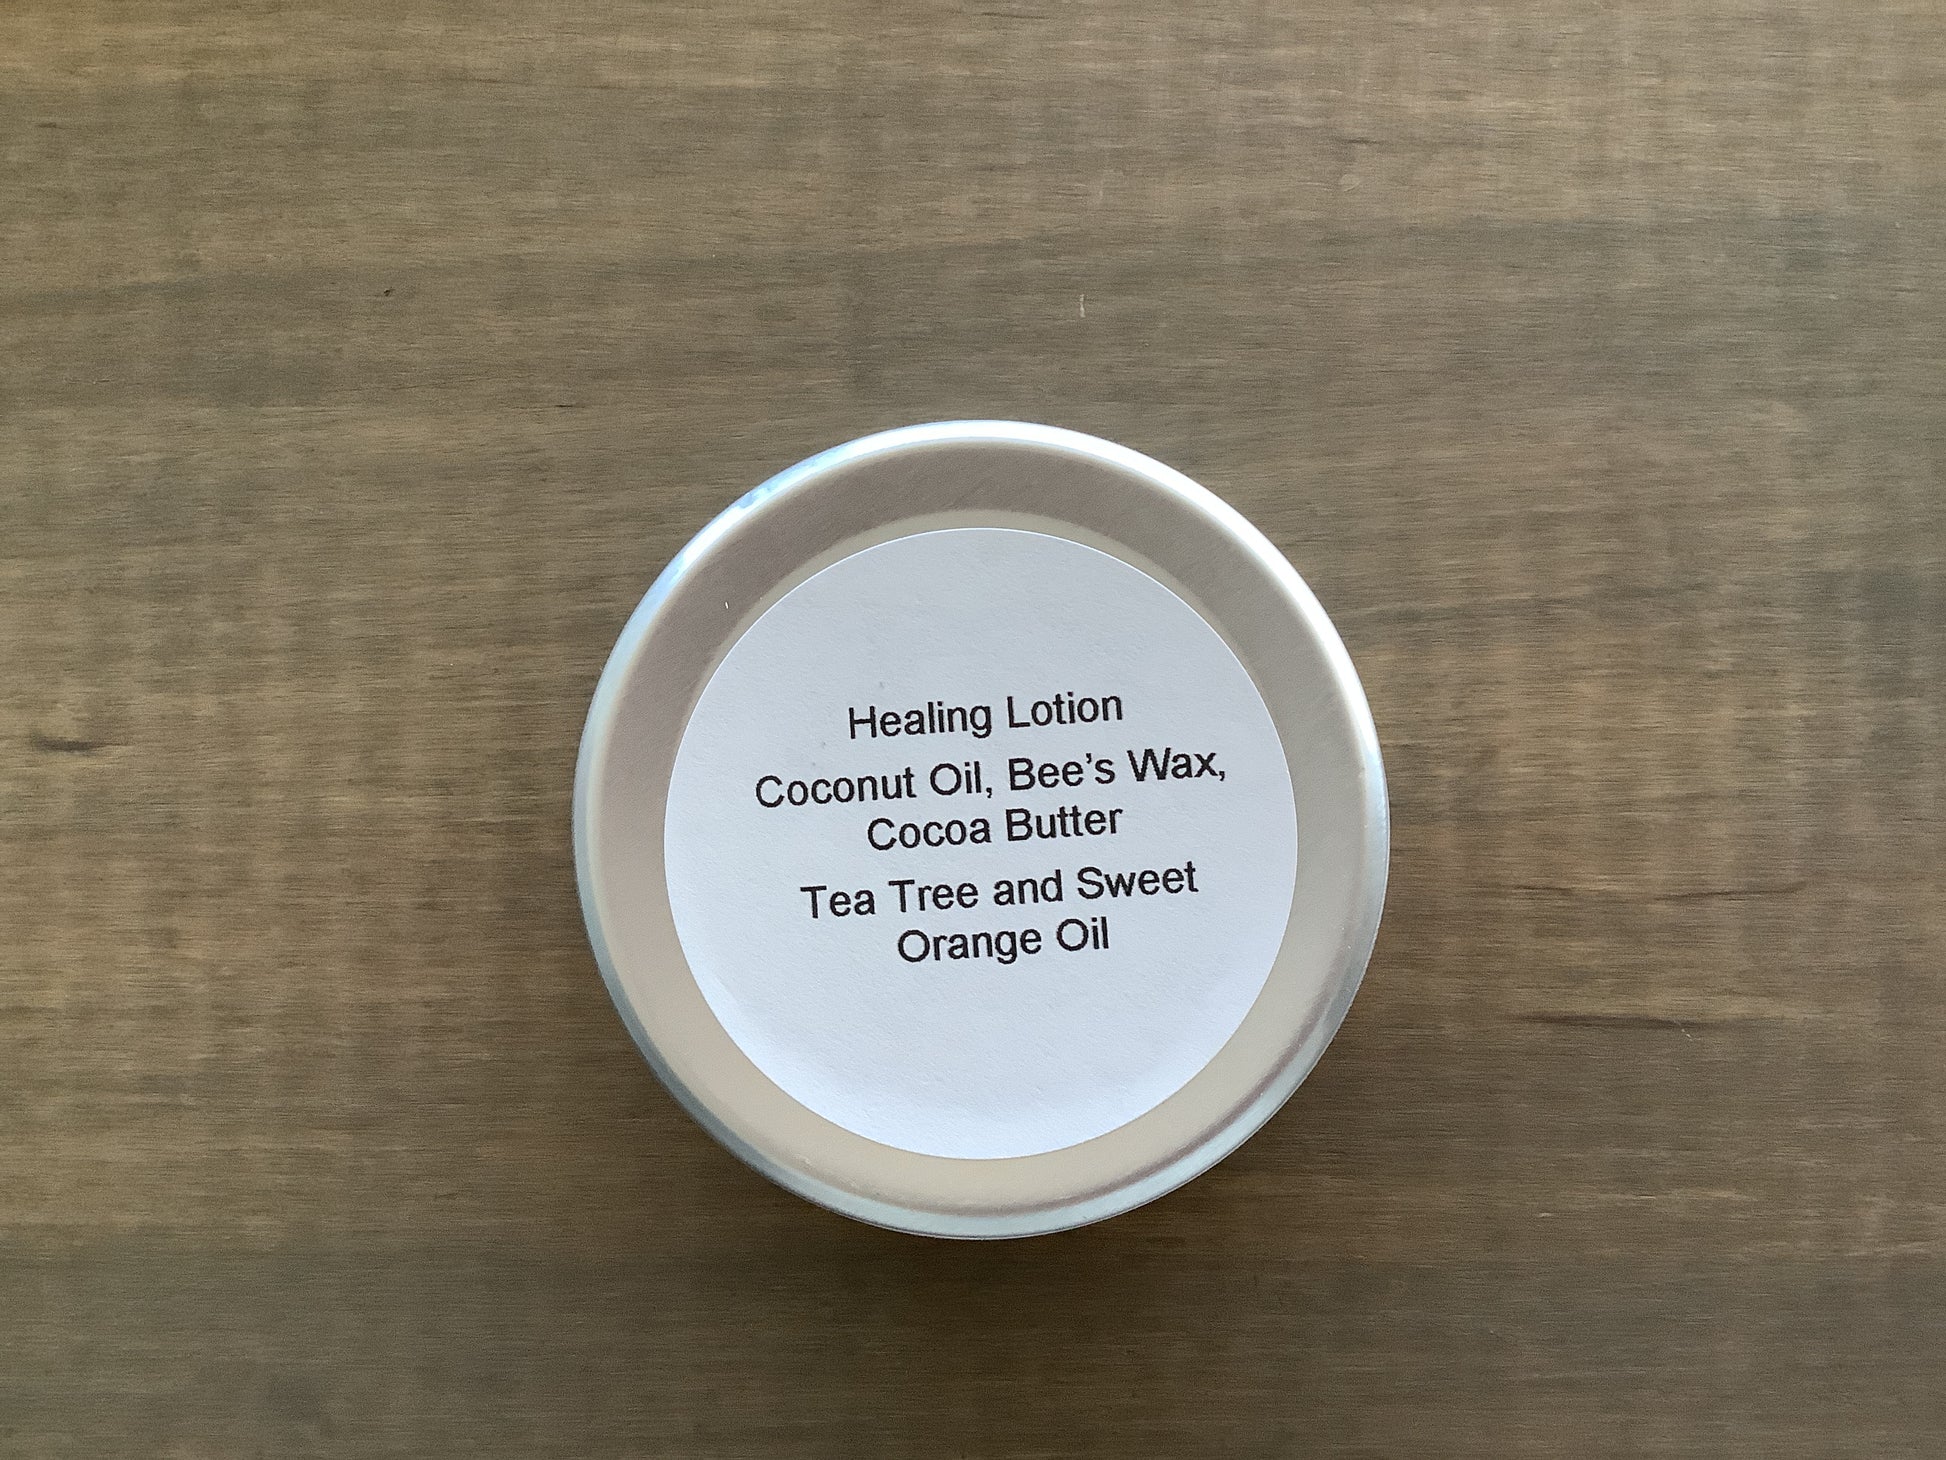 Healing Lotion
Coconut Oil, Bee’s Wax,
Cocoa Butter
Tea Tree and Sweet
Orange Oil